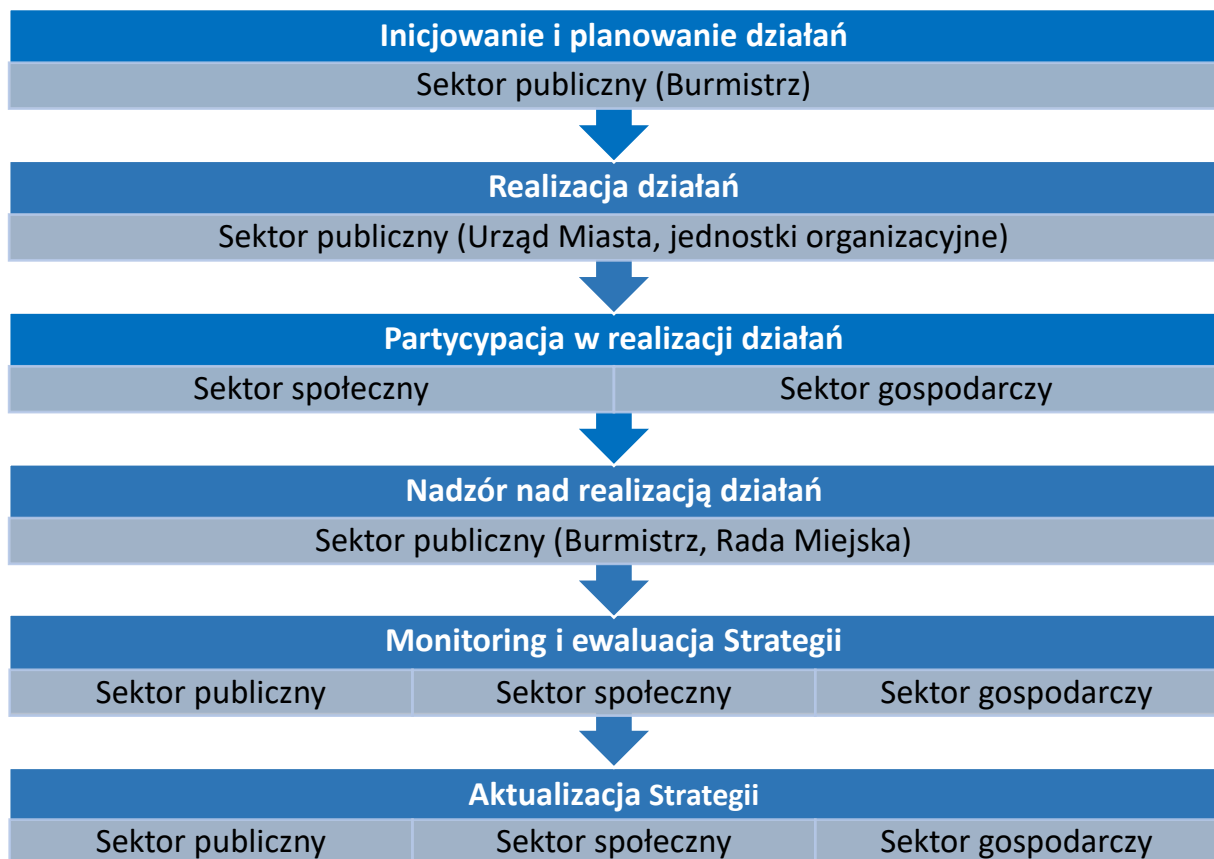 Inicjowanie i planowanie działań
Sektor publiczny (Burmistrz)
Realizacja działań
Sektor publiczny (Urząd Miasta, jednostki organizacyjne)
Partycypacja w realizacji działań
Sektor społeczny
Sektor gospodarczy
Nadzór nad realizacją działań
Sektor publiczny (Burmistrz, Rada Miejska)
Monitoring i ewaluacja Strategii
Sektor publiczny
Sektor społeczny
Sektor gospodarczy
Aktualizacja Strategii
Sektor publiczny
Sektor społeczny
Sektor gospodarczy